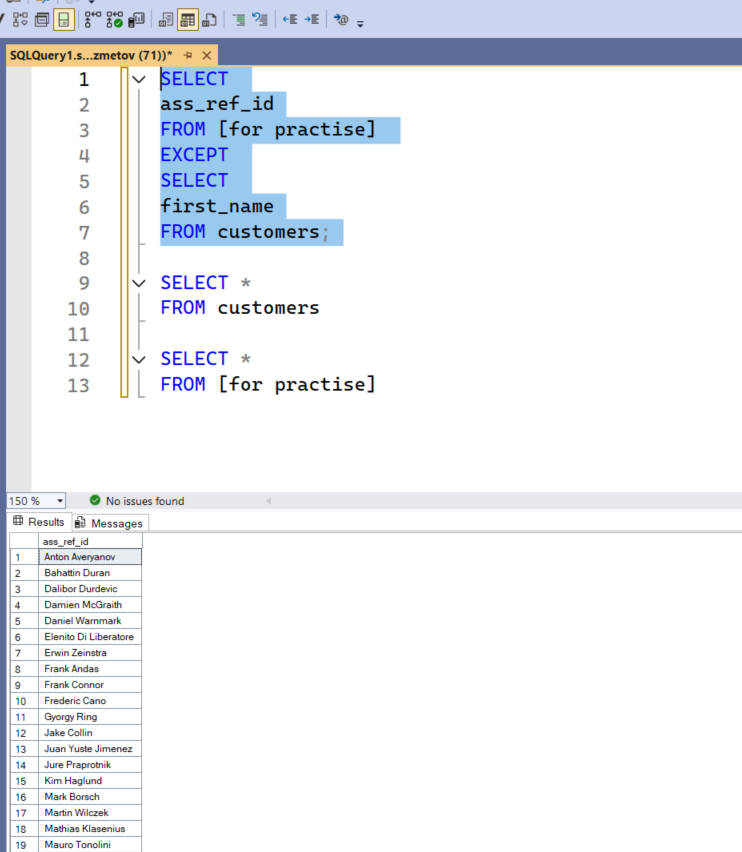 SQLQuery1.s...zmetov (71))*
1 SELECT
2 ass_ref_id
3 FROM [for practise]
4 EXCEPT
5 SELECT
6 first_name
7 FROM customers;
8
9 SELECT *
10 FROM customers
11
12 SELECT *
13 FROM [for practise]
150 % No issues found
Results Messages
ass_ref_id
1 Anton Averyanov
2 Bahattin Duran
3 Dalibor Durdevic
4 Damien McGraith
5 Daniel Warnmark
6 Elenito Di Liberatore
7 Erwin Zeinstra
8 Frank Andas
9 Frank Connor
10 Frederic Cano
11 Gyorgy Ring
12 Jake Collin
13 Juan Yuste Jimenez
14 Jure Praprotnik
15 Kim Haglund
16 Mark Borsch
17 Martin Wilczek
18 Mathias Klasenius
19 Mauro Tonolini